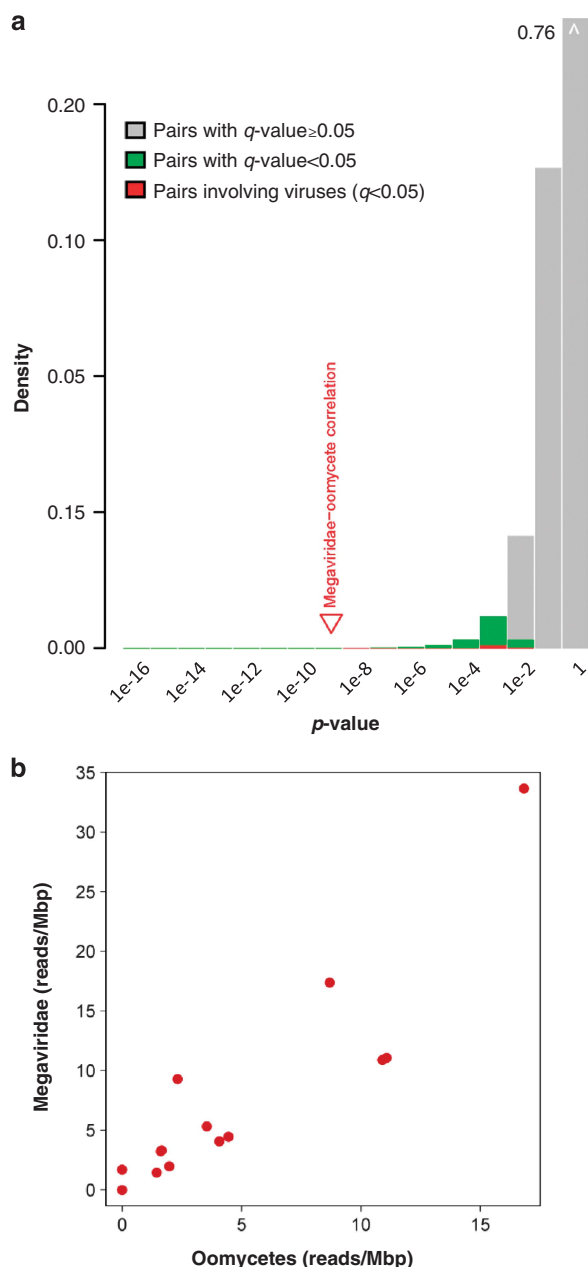 a
0.76
^
0.20
Pairs with q-value≥0.05
Pairs with q-value<0.05
Pairs involving viruses (q<0.05)
0.10
Density
0.05
Megaviridae–oomycete correlation
0.15
0.00
1e-16
1e-14
1e-12
1e-10
1e-8
1e-6
1e-4
1e-2
1
p-value
b
35
30
25
20
15
10
5
0
Megaviridae (reads/Mbp)
0
5
10
15
Oomycetes (reads/Mbp)